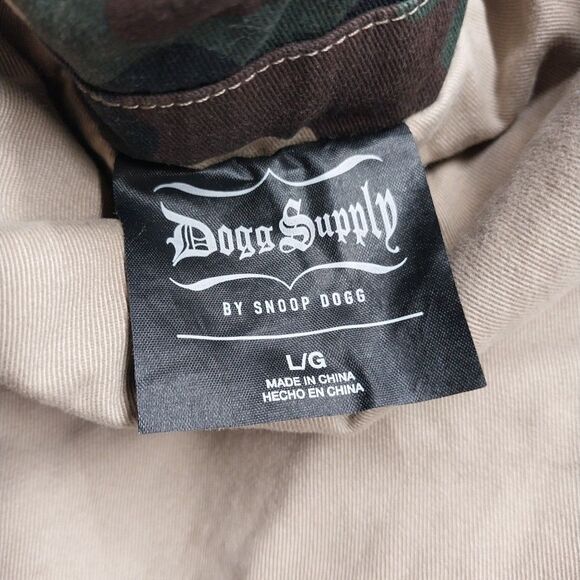 Dogg Supply
BY SNOOP DOGG
L/G
MADE IN CHINA
HECHO EN CHINA